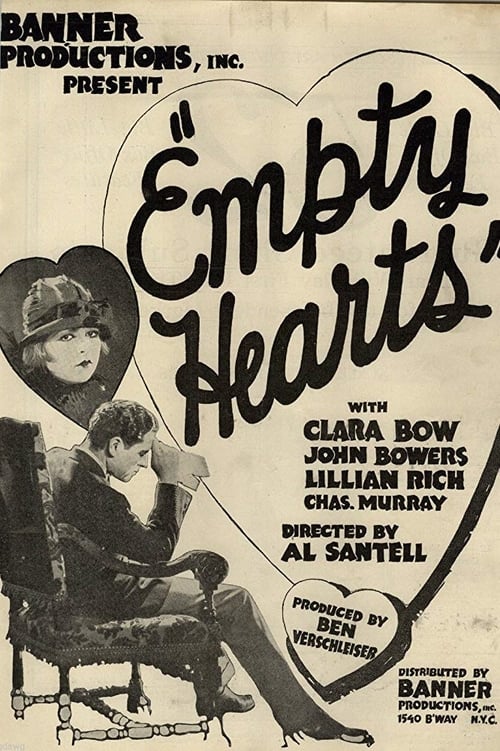 BANNER
PRODUCTIONS, INC.
PRESENT
"Empty
Hearts"
WITH
CLARA BOW
JOHN BOWERS
LILLIAN RICH
CHAS. MURRAY
DIRECTED BY
AL SANTELL
PRODUCED BY
BEN
VERSCHLEISER
DISTRIBUTED BY
BANNER
PRODUCTIONS, INC.
1540 B'WAY N.Y.C.